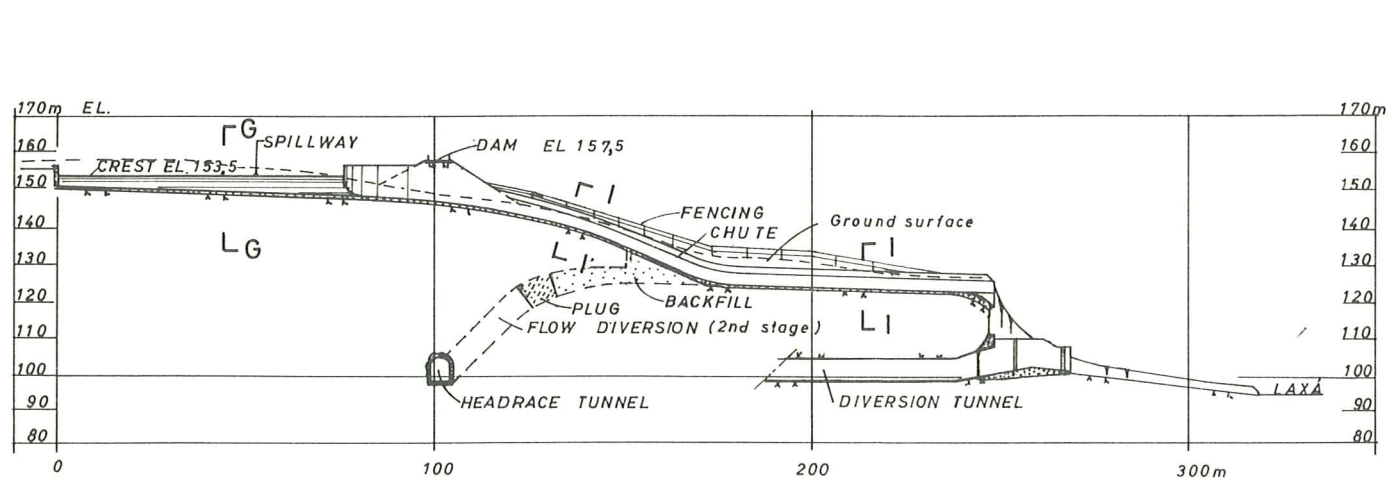 170m EL. 170m
G
160 SPILLWAY DAM EL 157,5 160
CREST EL. 153,5
150 I 150
FENCING Ground surface
140 CHUTE 140
G I I
130 130
120 BACKFILL 120
PLUG
FLOW DIVERSION (2nd stage) I
110 110
100 100
LAXÁ
HEADRACE TUNNEL DIVERSION TUNNEL
90 90
80 80
0 100 200 300m